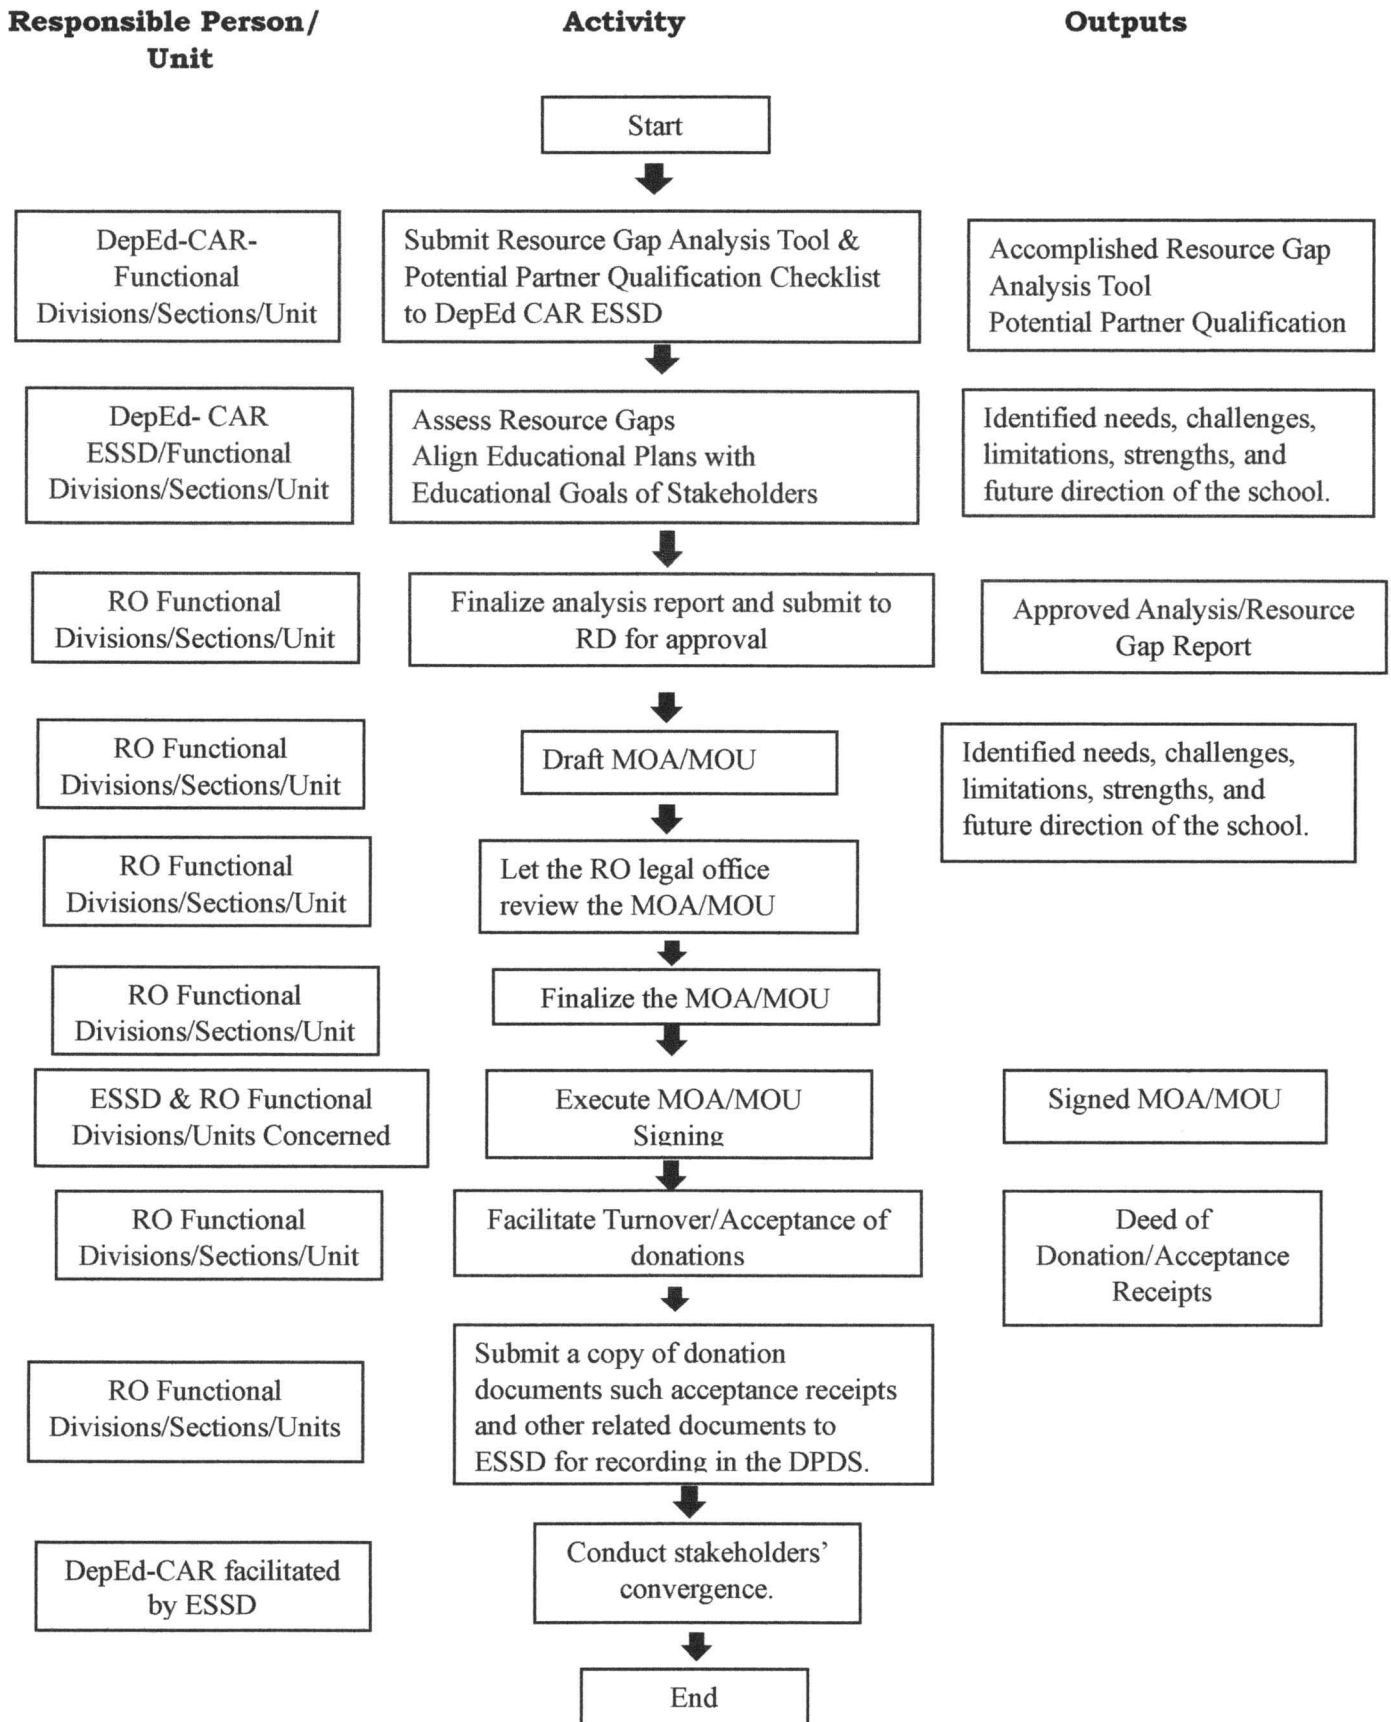 Responsible Person/
Unit
Activity
Outputs
Start
DepEd-CAR-
Functional
Divisions/Sections/Unit
Submit Resource Gap Analysis Tool &
Potential Partner Qualification Checklist
to DepEd CAR ESSD
Accomplished Resource Gap
Analysis Tool
Potential Partner Qualification
DepEd- CAR
ESSD/Functional
Divisions/Sections/Unit
Assess Resource Gaps
Align Educational Plans with
Educational Goals of Stakeholders
Identified needs, challenges,
limitations, strengths, and
future direction of the school.
RO Functional
Divisions/Sections/Unit
Finalize analysis report and submit to
RD for approval
Approved Analysis/Resource
Gap Report
RO Functional
Divisions/Sections/Unit
Draft MOA/MOU
Identified needs, challenges,
limitations, strengths, and
future direction of the school.
RO Functional
Divisions/Sections/Unit
Let the RO legal office
review the MOA/MOU
RO Functional
Divisions/Sections/Unit
Finalize the MOA/MOU
ESSD & RO Functional
Divisions/Units Concerned
Execute MOA/MOU
Signing
Signed MOA/MOU
RO Functional
Divisions/Sections/Unit
Facilitate Turnover/Acceptance of
donations
Deed of
Donation/Acceptance
Receipts
RO Functional
Divisions/Sections/Units
Submit a copy of donation
documents such acceptance receipts
and other related documents to
ESSD for recording in the DPDS.
DepEd-CAR facilitated
by ESSD
Conduct stakeholders’
convergence.
End